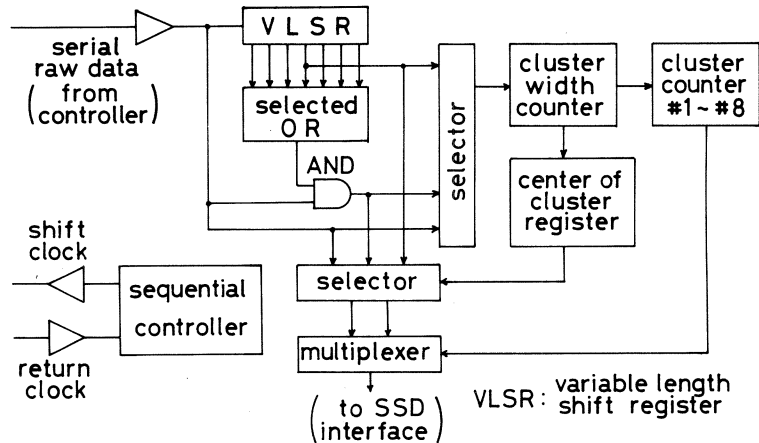 serial
raw data
(from
controller)
V L S R
selected
OR
AND
selector
cluster
width
counter
cluster
counter
#1~#8
center of
cluster
register
shift
clock
sequential
controller
return
clock
selector
multiplexer
(to SSD
interface)
VLSR: variable length
shift register